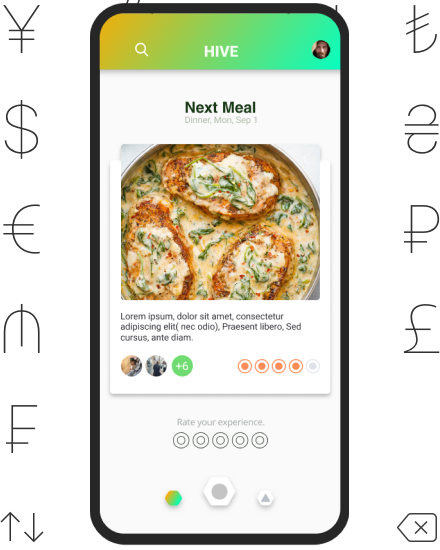 ¥
₺
HIVE
Next Meal
Dinner, Mon, Sep 1
$
₴
€
₽
Lorem ipsum, dolor sit amet, consectetur
adipiscing elit( nec odio), Praesent libero, Sed
cursus, ante diam.
₼
£
+6
₣
Rate your experience.